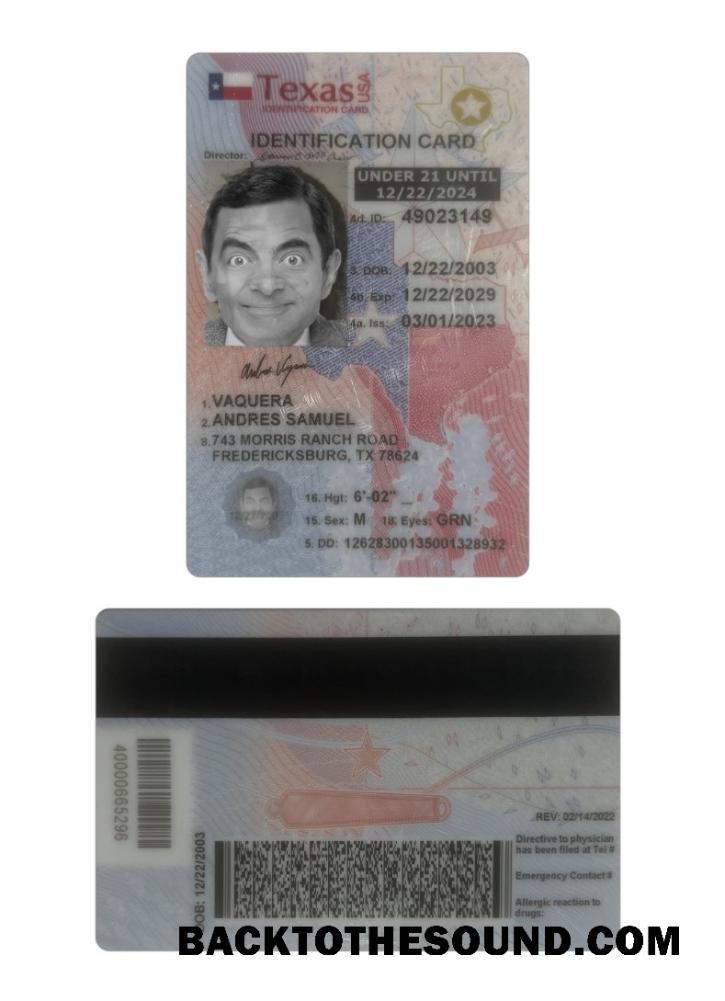 Texas USA
IDENTIFICATION CARD
IDENTIFICATION CARD
Director:
UNDER 21 UNTIL
12/22/2024
4d. ID: 49023149
3. DOB: 12/22/2003
4b. Exp: 12/22/2029
4a. Iss: 03/01/2023
1. VAQUERA
2. ANDRES SAMUEL
8. 743 MORRIS RANCH ROAD
FREDERICKSBURG, TX 78624
16. Hgt: 6'-02" _
15. Sex: M 18. Eyes: GRN
5. DD: 12628300135001328932
40000665296
REV: 02/14/2022
Directive to physician
has been filed at Tel #
Emergency Contact #
Allergic reaction to
drugs:
DOB: 12/22/2003
BACKTOTHESOUND.COM